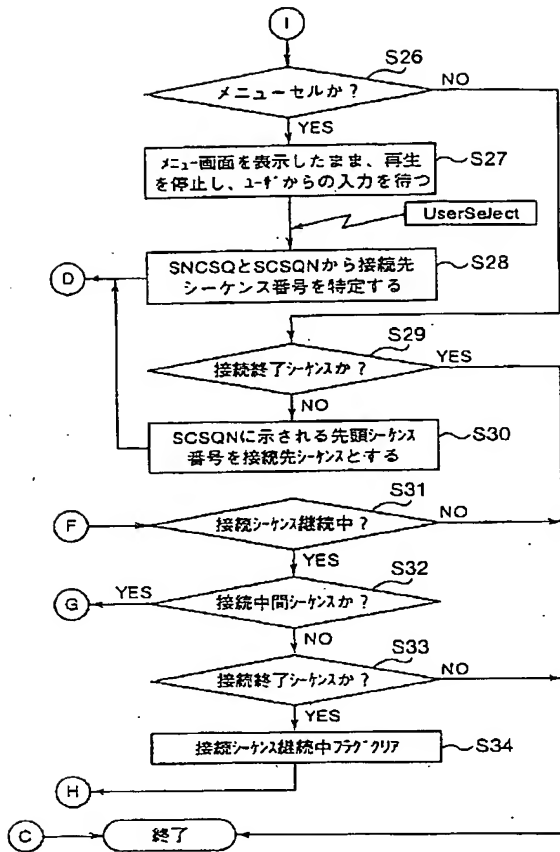 I
S26
メニューセルか？
NO
YES
メニュー画面を表示したまま、再生
を停止し、ユーザからの入力を待つ
S27
UserSelect
SNCSQとSCSQNから接続先
シーケンス番号を特定する
S28
D
S29
接続終了シーケンスか？
YES
NO
SCSQNに示される先頭シーケンス
番号を接続先シーケンスとする
S30
S31
F
接続シーケンス継続中？
NO
YES
S32
G
YES
接続中間シーケンスか？
NO
S33
接続終了シーケンスか？
NO
YES
接続シーケンス継続中フラグクリア
S34
H
C
終了